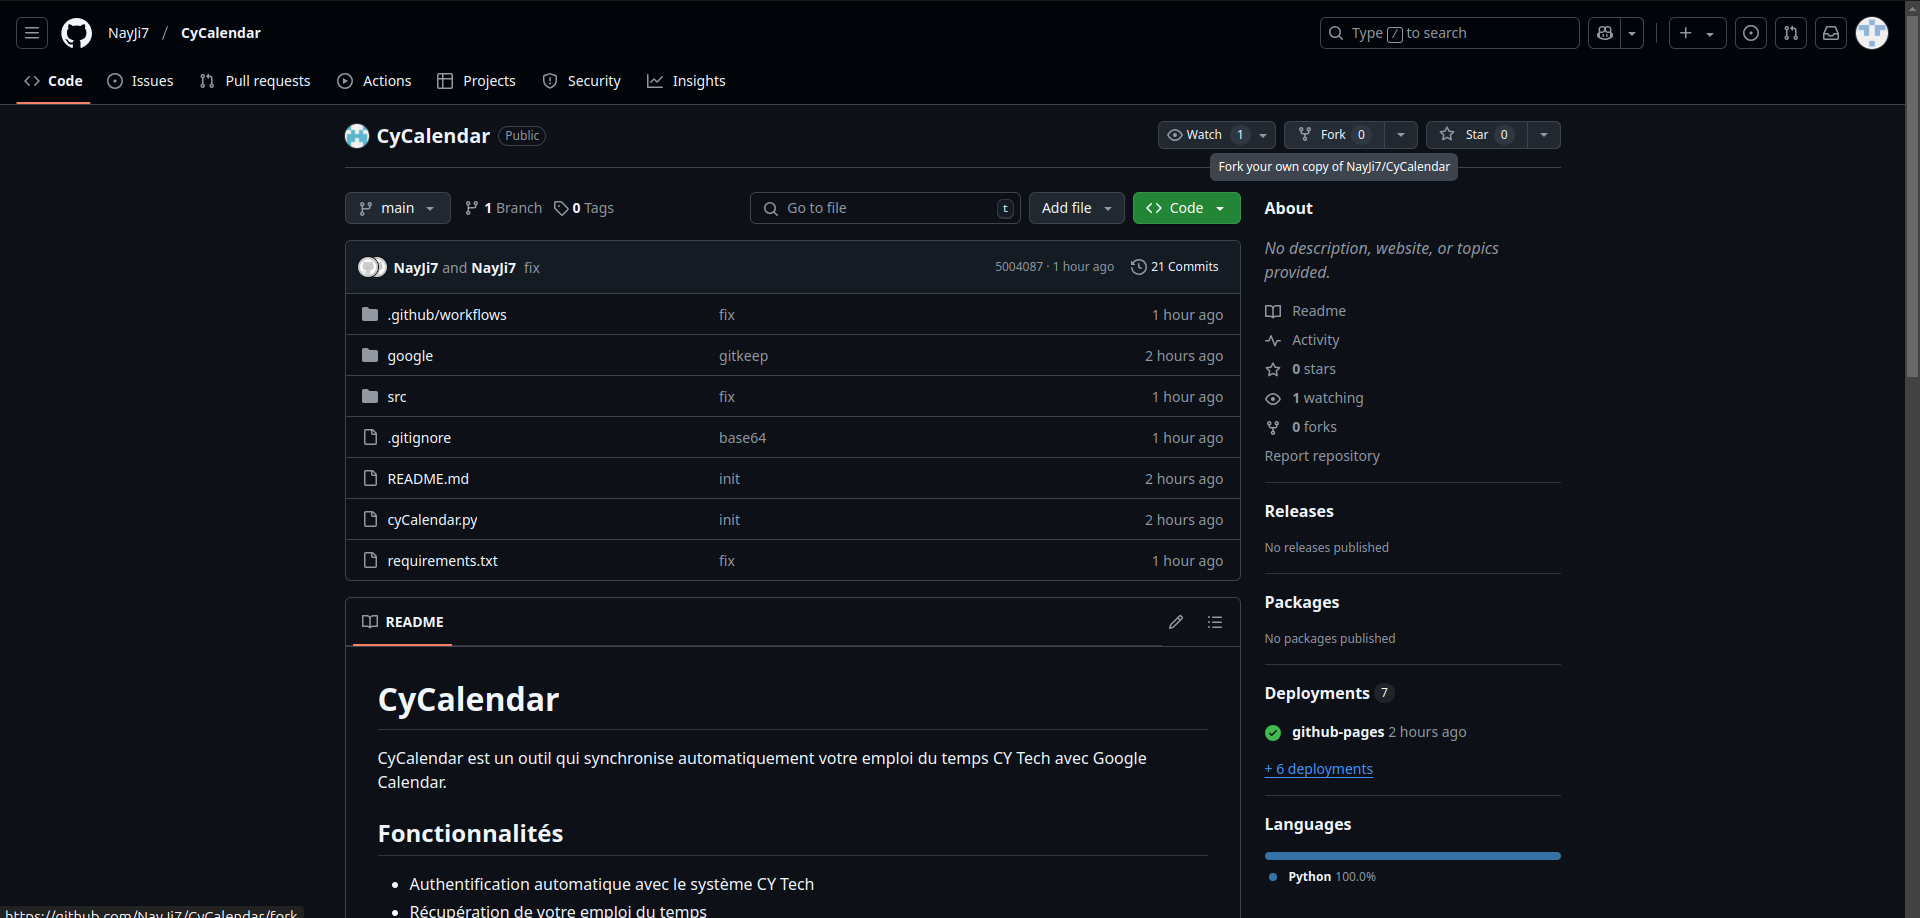 NayJi7 / CyCalendar
Type / to search
Code Issues Pull requests Actions Projects Security Insights
CyCalendar Public
Watch 1 Fork 0 Star 0
Fork your own copy of NayJi7/CyCalendar
main 1 Branch 0 Tags
Go to file t
Add file
Code
NayJi7 and NayJi7 fix
5004087 · 1 hour ago 21 Commits
.github/workflows fix 1 hour ago
google gitkeep 2 hours ago
src fix 1 hour ago
.gitignore base64 1 hour ago
README.md init 2 hours ago
cyCalendar.py init 2 hours ago
requirements.txt fix 1 hour ago
README
CyCalendar
CyCalendar est un outil qui synchronise automatiquement votre emploi du temps CY Tech avec Google
Calendar.
Fonctionnalités
Authentification automatique avec le système CY Tech
Récupération de votre emploi du temps
About
No description, website, or topics
provided.
Readme
Activity
0 stars
1 watching
0 forks
Report repository
Releases
No releases published
Packages
No packages published
Deployments 7
github-pages 2 hours ago
+ 6 deployments
Languages
Python 100.0%
https://github.com/NayJi7/CyCalendar/fork